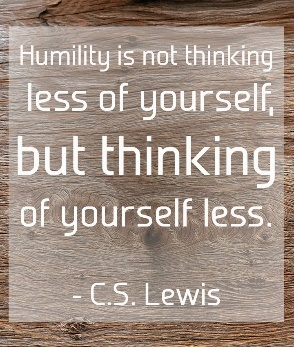 Humility is not thinking
less of yourself,
but thinking
of yourself less.
- C.S. Lewis